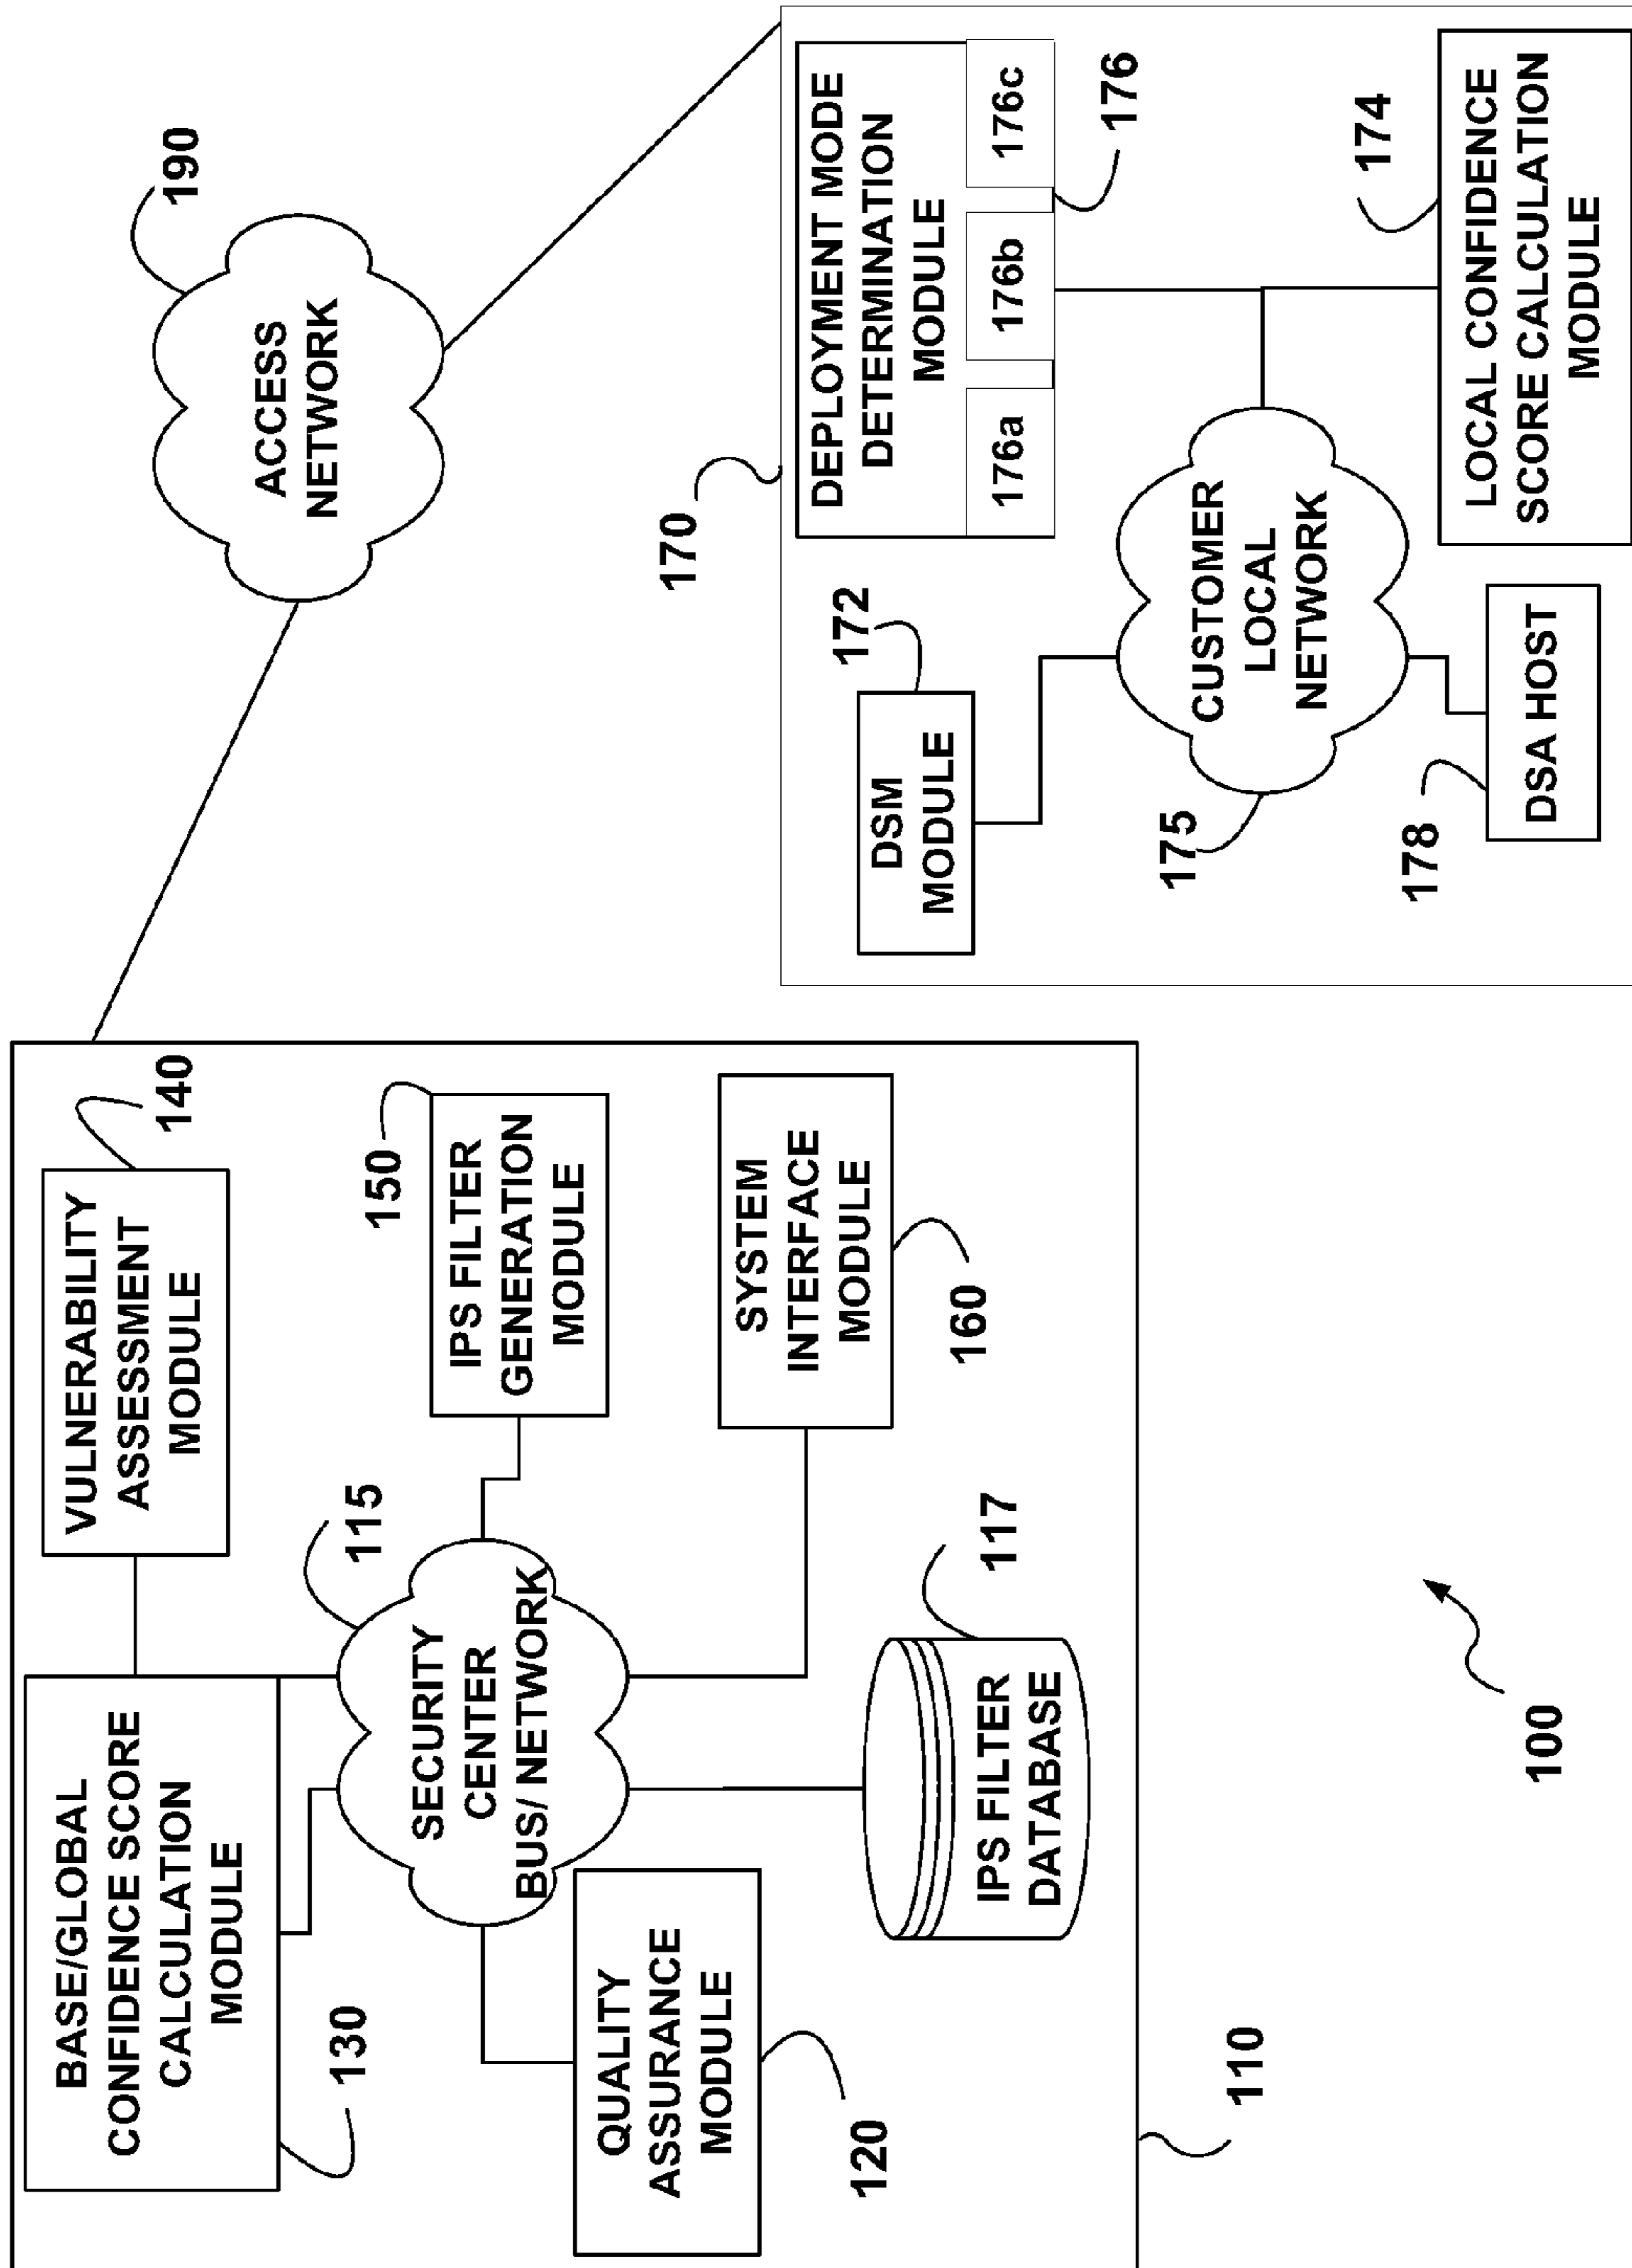 BASE/GLOBAL
CONFIDENCE SCORE
CALCULATION
MODULE
130
VULNERABILITY
ASSESSMENT
MODULE
140
SECURITY
CENTER
BUS/ NETWORK
115
IPS FILTER
GENERATION
MODULE
150
QUALITY
ASSURANCE
MODULE
120
SYSTEM
INTERFACE
MODULE
160
IPS FILTER
DATABASE
117
110
100
ACCESS
NETWORK
190
170
DEPLOYMENT MODE
DETERMINATION
MODULE
176a
176b
176c
176
DSM
MODULE
172
CUSTOMER
LOCAL
NETWORK
175
DSA HOST
178
LOCAL CONFIDENCE
SCORE CALCULATION
MODULE
174